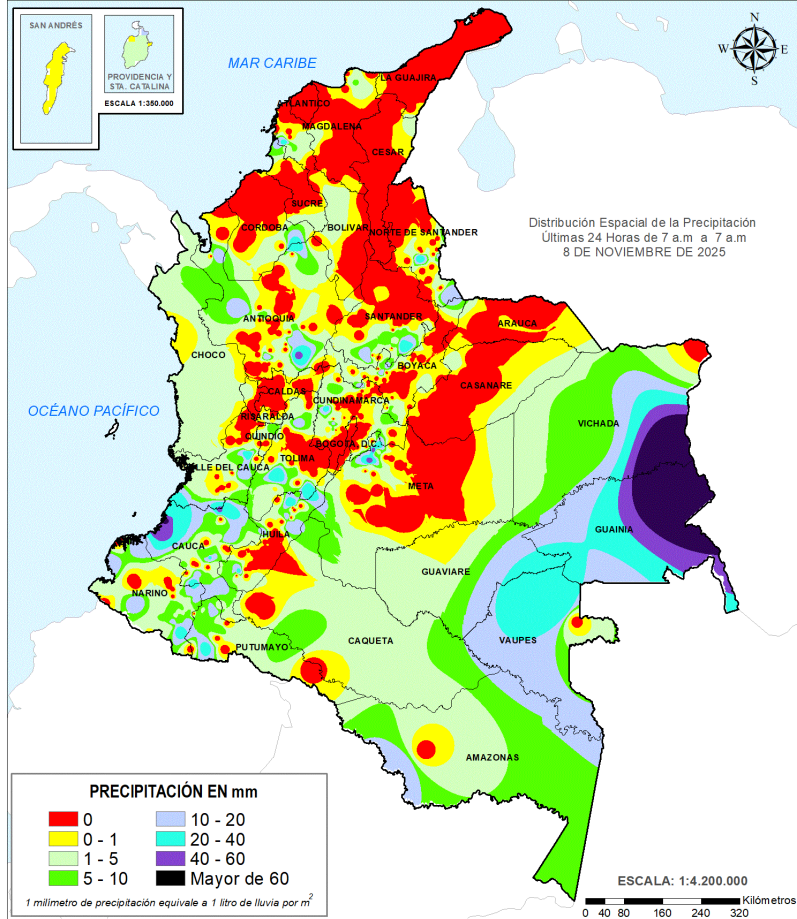 SAN ANDRÉS
PROVIDENCIA Y
STA. CATALINA
ESCALA 1:350.000
MAR CARIBE
N
W
E
S
LA GUAJIRA
ATLANTICO
MAGDALENA
CESAR
SUCRE
CORDOBA
BOLIVAR
NORTE DE SANTANDER
Distribución Espacial de la Precipitación
Últimas 24 Horas de 7 a.m a 7 a.m
8 DE NOVIEMBRE DE 2025
ANTIOQUIA
SANTANDER
ARAUCA
CHOCO
BOYACA
CASANARE
CALDAS
CUNDINAMARCA
OCÉANO PACÍFICO
RISARALDA
VICHADA
QUINDIO
BOGOTA, D.C.
TOLIMA
VALLE DEL CAUCA
META
GUAINIA
HUILA
CAUCA
GUAVIARE
NARIÑO
CAQUETA
VAUPES
PUTUMAYO
AMAZONAS
PRECIPITACIÓN EN mm
0
10 - 20
0 - 1
20 - 40
1 - 5
40 - 60
5 - 10
Mayor de 60
1 milímetro de precipitación equivale a 1 litro de lluvia por m²
ESCALA: 1:4.200.000
Kilómetros
0 40 80 160 240 320